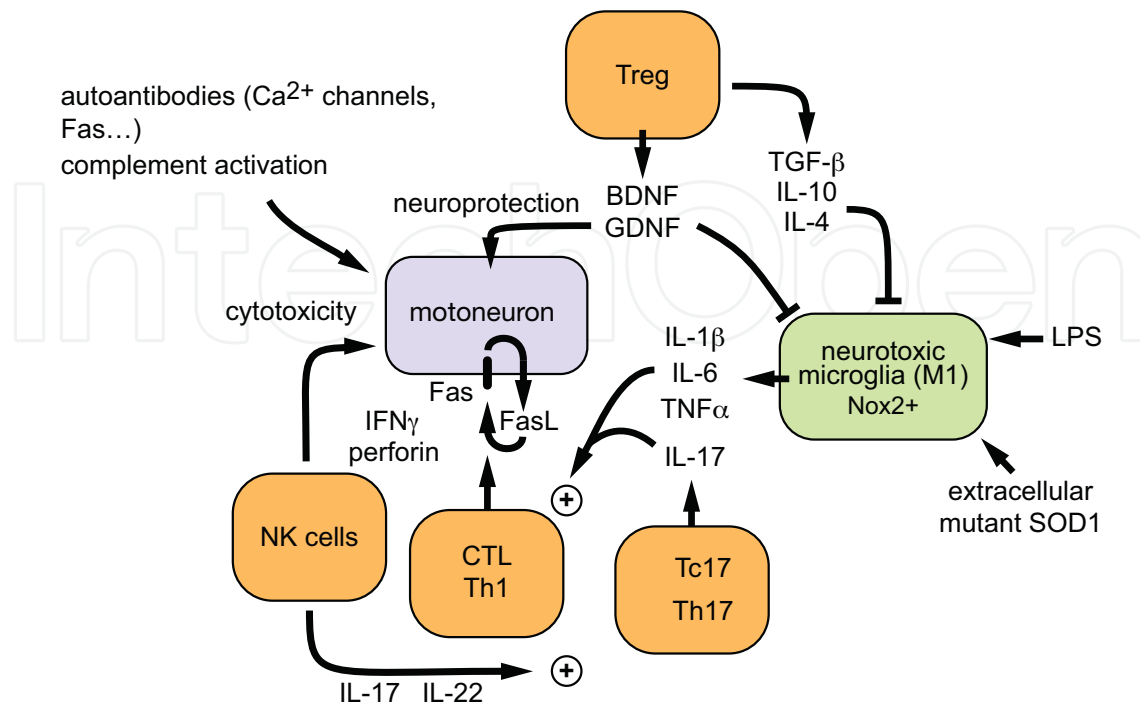 Treg
autoantibodies (Ca2+ channels,
Fas…)
complement activation
TGF-β
IL-10
IL-4
BDNF
GDNF
neuroprotection
IntechOpen
motoneuron
cytotoxicity
Fas
FasL
IFNγ
perforin
IL-1β
IL-6
TNFα
IL-17
neurotoxic
microglia (M1)
Nox2+
LPS
extracellular
mutant SOD1
+
NK cells
CTL
Th1
Tc17
Th17
+
IL-17 IL-22